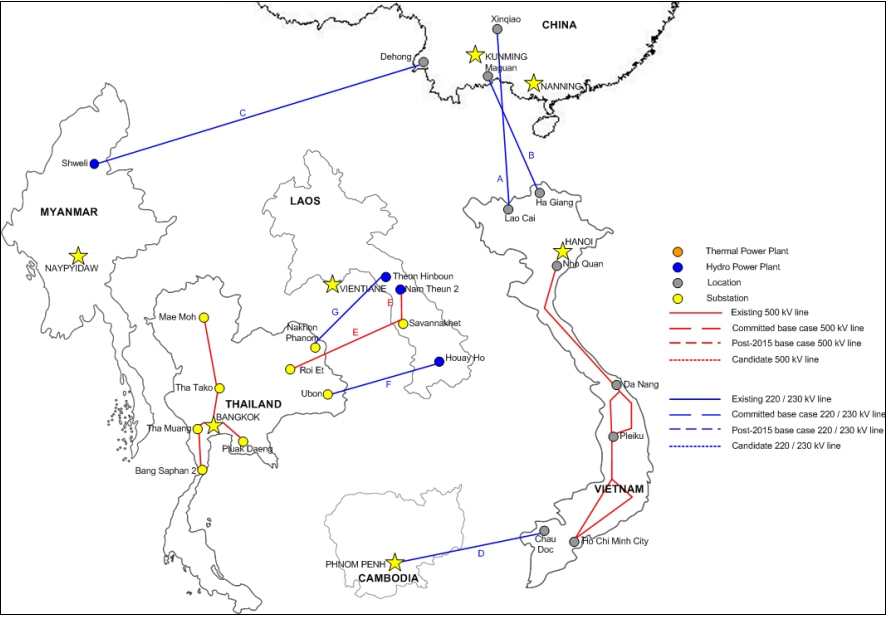 Xinqiao
CHINA
Dehong
KUNMING
Maguan
NANNING
C
B
A
Shweli
Ha Giang
Lao Cai
LAOS
MYANMAR
HANOI
Nho Quan
NAYPYIDAW
Theun Hinboun
VIENTIANE
Nam Theun 2
E
G
Mae Moh
Nakhon
Phanom
E
Savannakhet
Roi Et
Houay Ho
F
Ubon
Tha Tako
THAILAND
BANGKOK
Tha Muang
Pluak Daeng
Bang Saphan 2
Da Nang
Pleiku
VIETNAM
Chau
Doc
Ho Chi Minh City
D
PHNOM PENH
CAMBODIA
Thermal Power Plant
Hydro Power Plant
Location
Substation
Existing 500 kV line
Committed base case 500 kV line
Post-2015 base case 500 kV line
Candidate 500 kV line
Existing 220 / 230 kV line
Committed base case 220 / 230 kV line
Post-2015 base case 220 / 230 kV line
Candidate 220 / 230 kV line